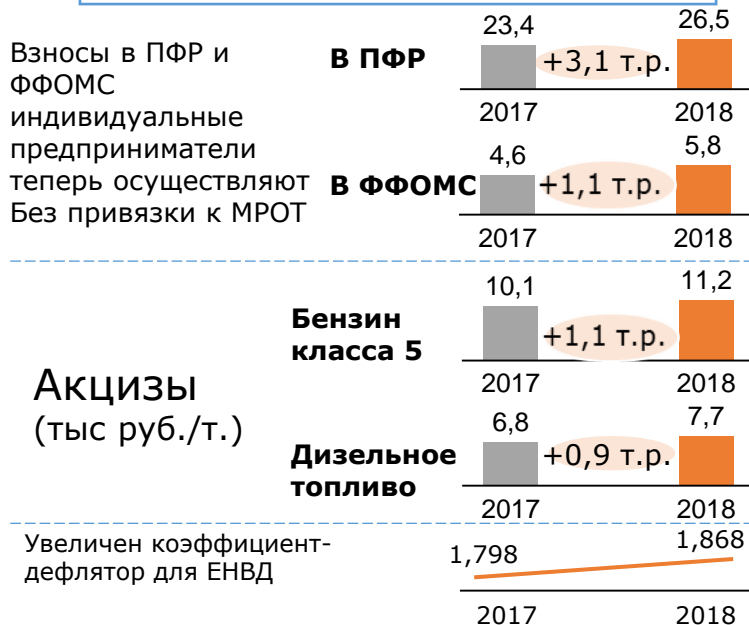 Взносы в ПФР и
ФФОМС
индивидуальные
предприниматели
теперь осуществляют
Без привязки к МРОТ
В ПФР
23,4
+3,1 т.р.
26,5
2017
2018
В ФФОМС
4,6
+1,1 т.р.
5,8
2017
2018
Акцизы
(тыс руб./т.)
Бензин
класса 5
10,1
+1,1 т.р.
11,2
2017
2018
Дизельное
топливо
6,8
+0,9 т.р.
7,7
2017
2018
Увеличен коэффициент-
дефлятор для ЕНВД
1,798
1,868
2017
2018